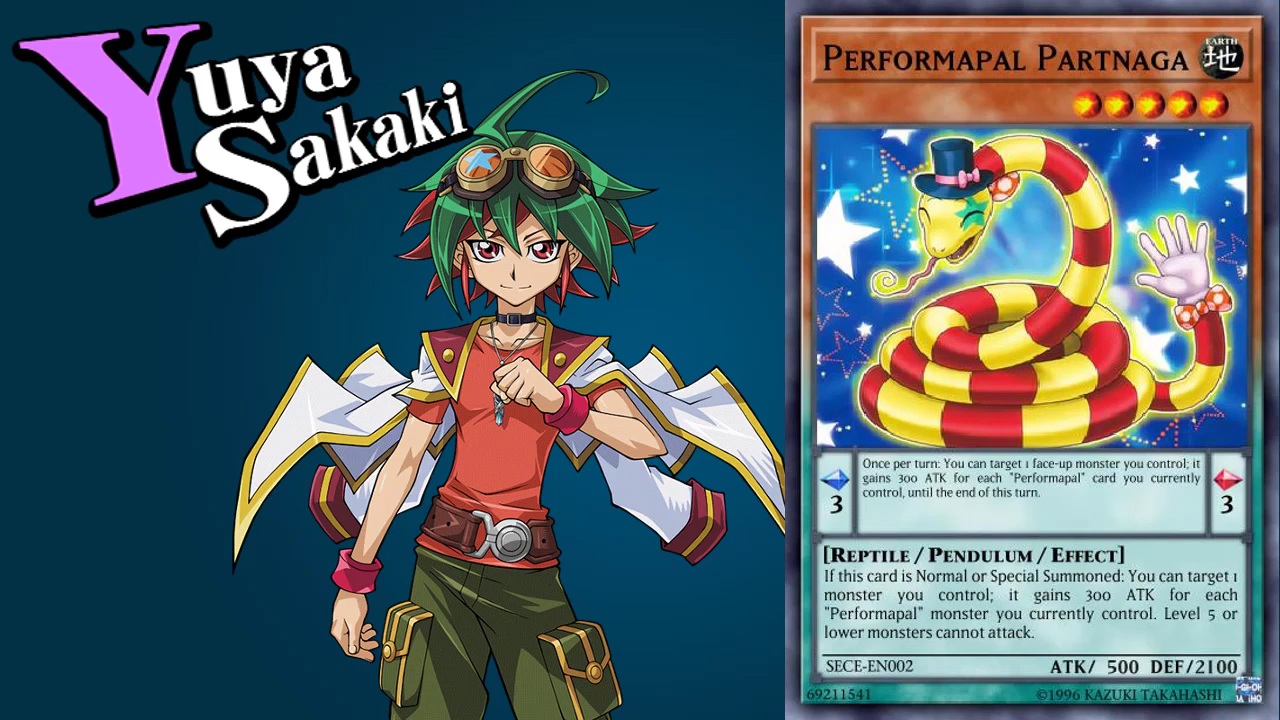 Yuya
Sakaki
PERFORMAPAL PARTNAGA
EARTH
地
Once per turn: You can target 1 face-up monster you control; it
gains 300 ATK for each "Performapal" card you currently
control, until the end of this turn.
3
3
[REPTILE / PENDULUM / EFFECT]
If this card is Normal or Special Summoned: You can target 1
monster you control; it gains 300 ATK for each
"Performapal" monster you currently control. Level 5 or
lower monsters cannot attack.
SECE-EN002
ATK/ 500 DEF/2100
69211541
©1996 KAZUKI TAKAHASHI